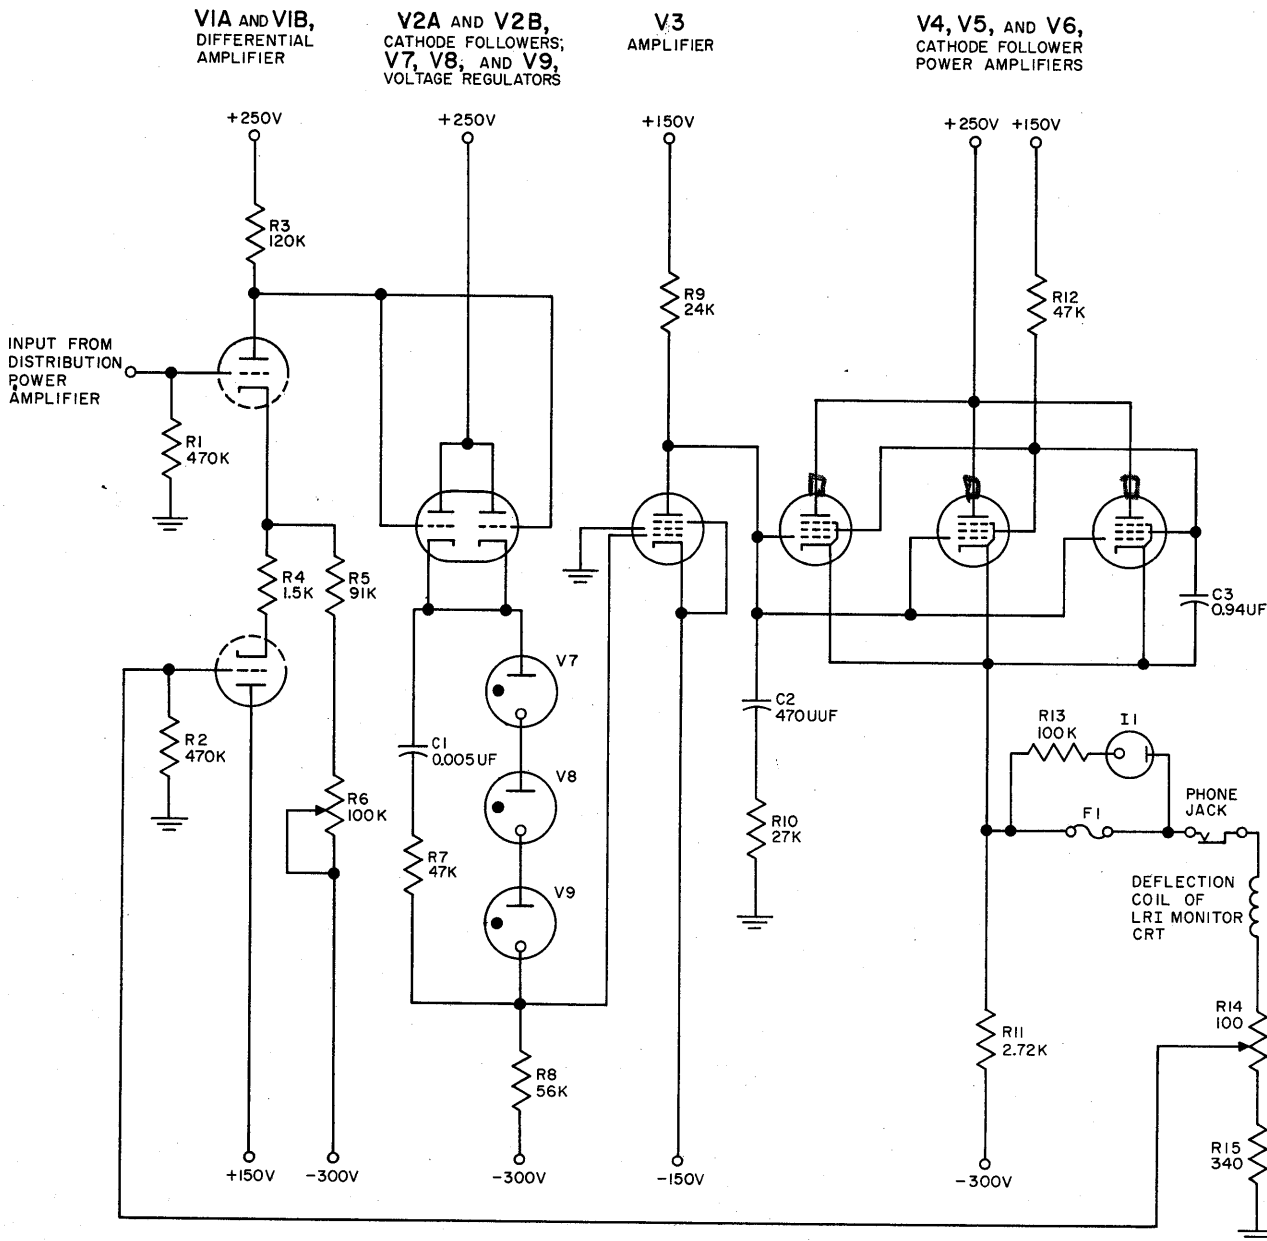 V1A AND V1B,
DIFFERENTIAL
AMPLIFIER
V2A AND V2B,
CATHODE FOLLOWERS;
V7, V8, AND V9,
VOLTAGE REGULATORS
V3
AMPLIFIER
V4, V5, AND V6,
CATHODE FOLLOWER
POWER AMPLIFIERS
+250V
+250V
+150V
+250V
+150V
R3
120K
R9
24K
R12
47K
INPUT FROM
DISTRIBUTION
POWER
AMPLIFIER
R1
470K
R4
1.5K
R5
91K
C3
0.94UF
V7
R2
470K
C1
0.005UF
V8
C2
470UUF
R13
100K
I1
R6
100K
F1
PHONE
JACK
R10
27K
R7
47K
V9
DEFLECTION
COIL OF
LRI MONITOR
CRT
R14
100
R11
2.72K
R8
56K
R15
340
+150V
-300V
-300V
-150V
-300V